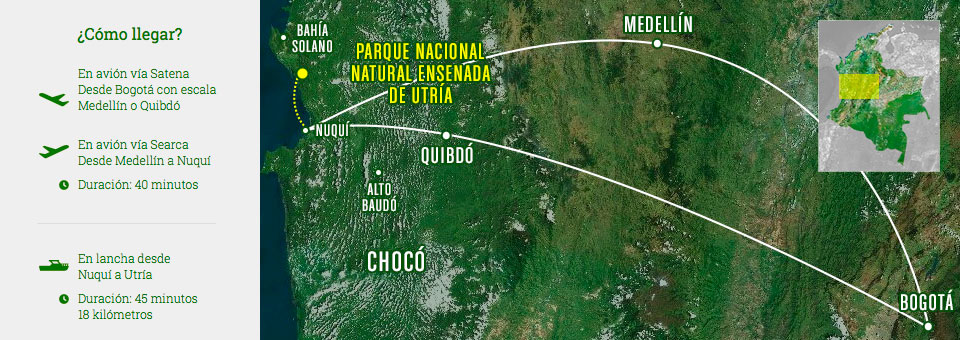 ¿Cómo llegar?
En avión vía Satena
Desde Bogotá con escala
Medellín o Quibdó
En avión vía Searca
Desde Medellín a Nuquí
Duración: 40 minutos
En lancha desde
Nuquí a Utría
Duración: 45 minutos
18 kilómetros
BAHÍA
SOLANO
PARQUE NACIONAL
NATURAL ENSENADA
DE UTRÍA
MEDELLÍN
NUQUÍ
QUIBDÓ
ALTO
BAUDÓ
CHOCÓ
BOGOTÁ